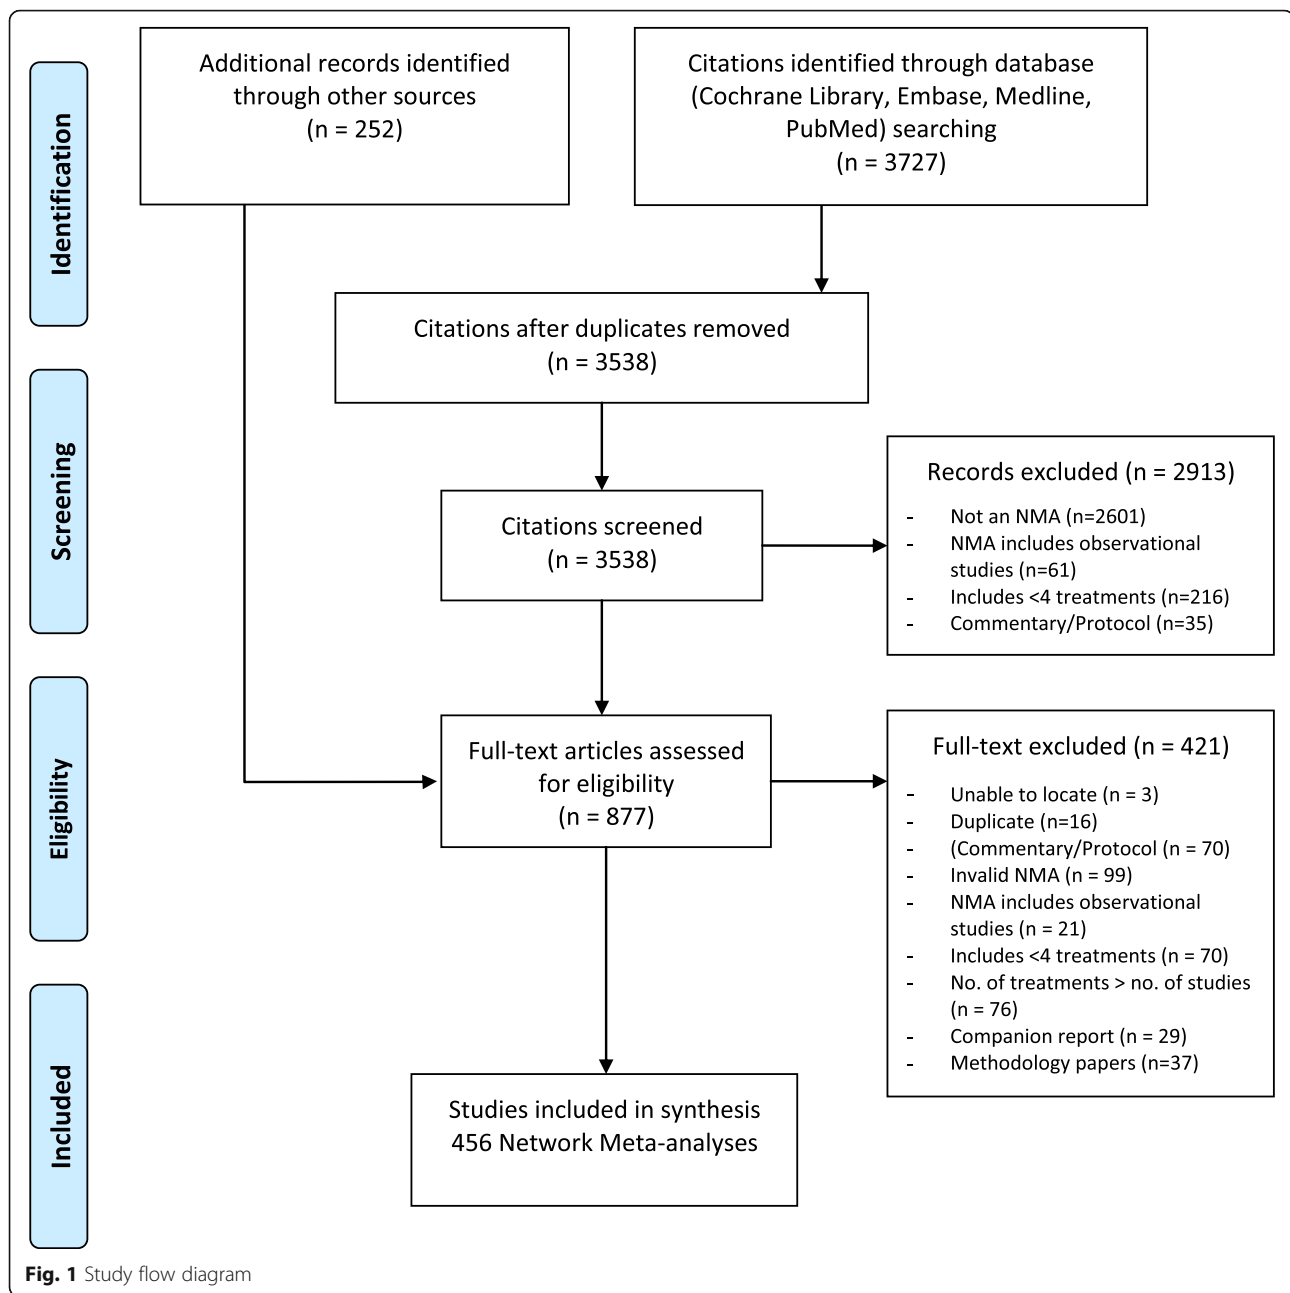 Identification
Additional records identified
through other sources
(n = 252)
Citations identified through database
(Cochrane Library, Embase, Medline,
PubMed) searching
(n = 3727)
Citations after duplicates removed
(n = 3538)
Screening
Citations screened
(n = 3538)
Records excluded (n = 2913)
- Not an NMA (n=2601)
- NMA includes observational
studies (n=61)
- Includes <4 treatments (n=216)
- Commentary/Protocol (n=35)
Eligibility
Full-text articles assessed
for eligibility
(n = 877)
Full-text excluded (n = 421)
- Unable to locate (n = 3)
- Duplicate (n=16)
- (Commentary/Protocol (n = 70)
- Invalid NMA (n = 99)
- NMA includes observational
studies (n = 21)
- Includes <4 treatments (n = 70)
- No. of treatments > no. of studies
(n = 76)
- Companion report (n = 29)
- Methodology papers (n=37)
Included
Studies included in synthesis
456 Network Meta-analyses
Fig. 1 Study flow diagram